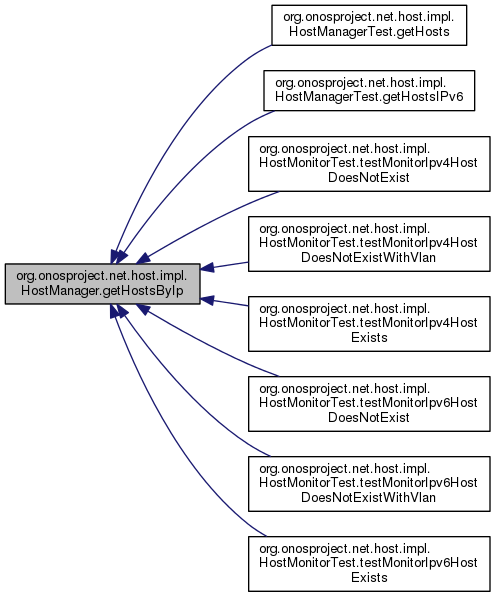 org.onosproject.net.host.impl.
HostManagerTest.getHosts
org.onosproject.net.host.impl.
HostManagerTest.getHostsIPv6
org.onosproject.net.host.impl.
HostMonitorTest.testMonitorIpv4Host
DoesNotExist
org.onosproject.net.host.impl.
HostMonitorTest.testMonitorIpv4Host
DoesNotExistWithVlan
org.onosproject.net.host.impl.
HostManager.getHostsByIp
org.onosproject.net.host.impl.
HostMonitorTest.testMonitorIpv4Host
Exists
org.onosproject.net.host.impl.
HostMonitorTest.testMonitorIpv6Host
DoesNotExist
org.onosproject.net.host.impl.
HostMonitorTest.testMonitorIpv6Host
DoesNotExistWithVlan
org.onosproject.net.host.impl.
HostMonitorTest.testMonitorIpv6Host
Exists